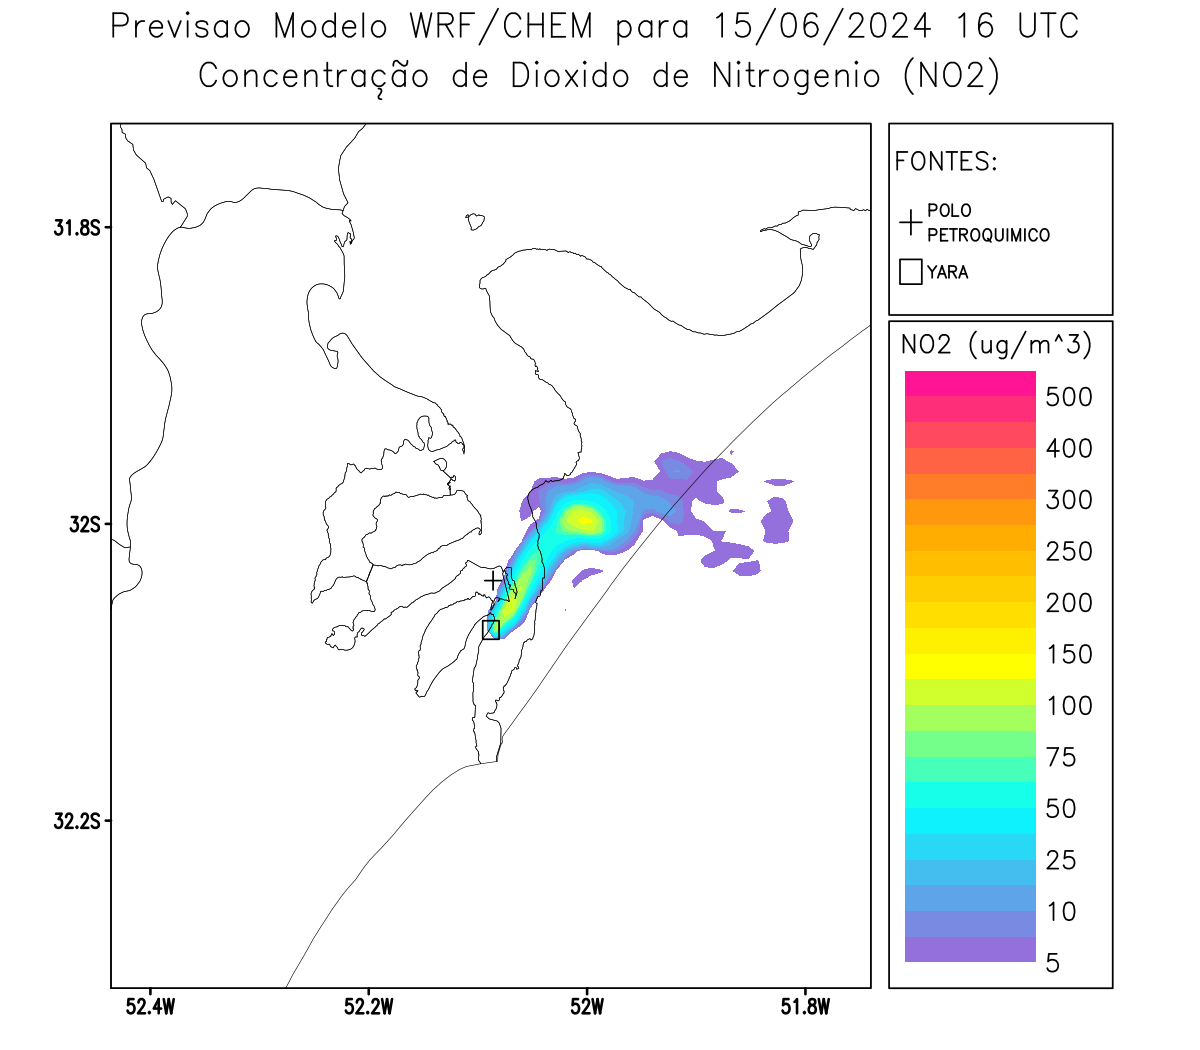 Previsao Modelo WRF/CHEM para 15/06/2024 16 UTC
Concentração de Dioxido de Nitrogenio (NO2)
FONTES:
POLO
PETROQUIMICO
YARA
NO2 (ug/m^3)
500
400
300
250
200
150
100
75
50
25
10
5
31.8S
32S
32.2S
52.4W
52.2W
52W
51.8W